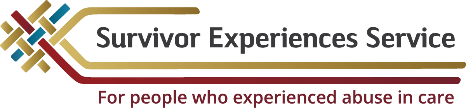 Survivor Experiences Service
For people who experienced abuse in care